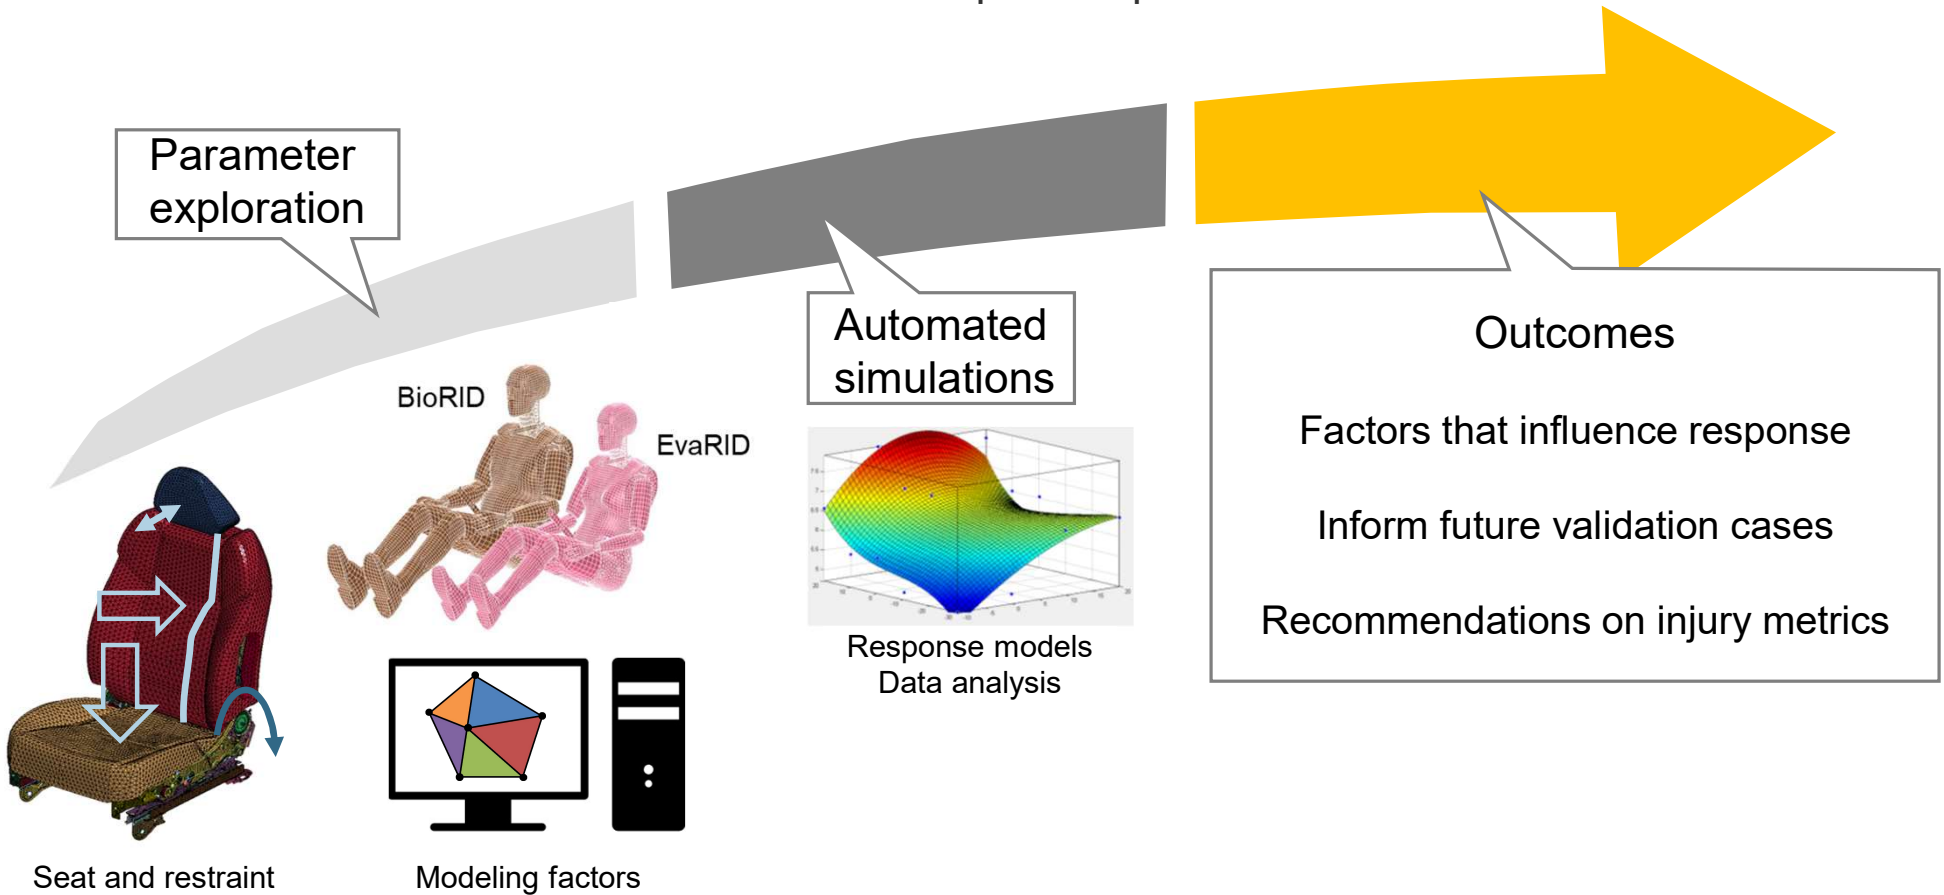 Parameter
exploration
BioRID
EvaRID
Seat and restraint
Modeling factors
Automated
simulations
Response models
Data analysis
Outcomes
Factors that influence response
Inform future validation cases
Recommendations on injury metrics